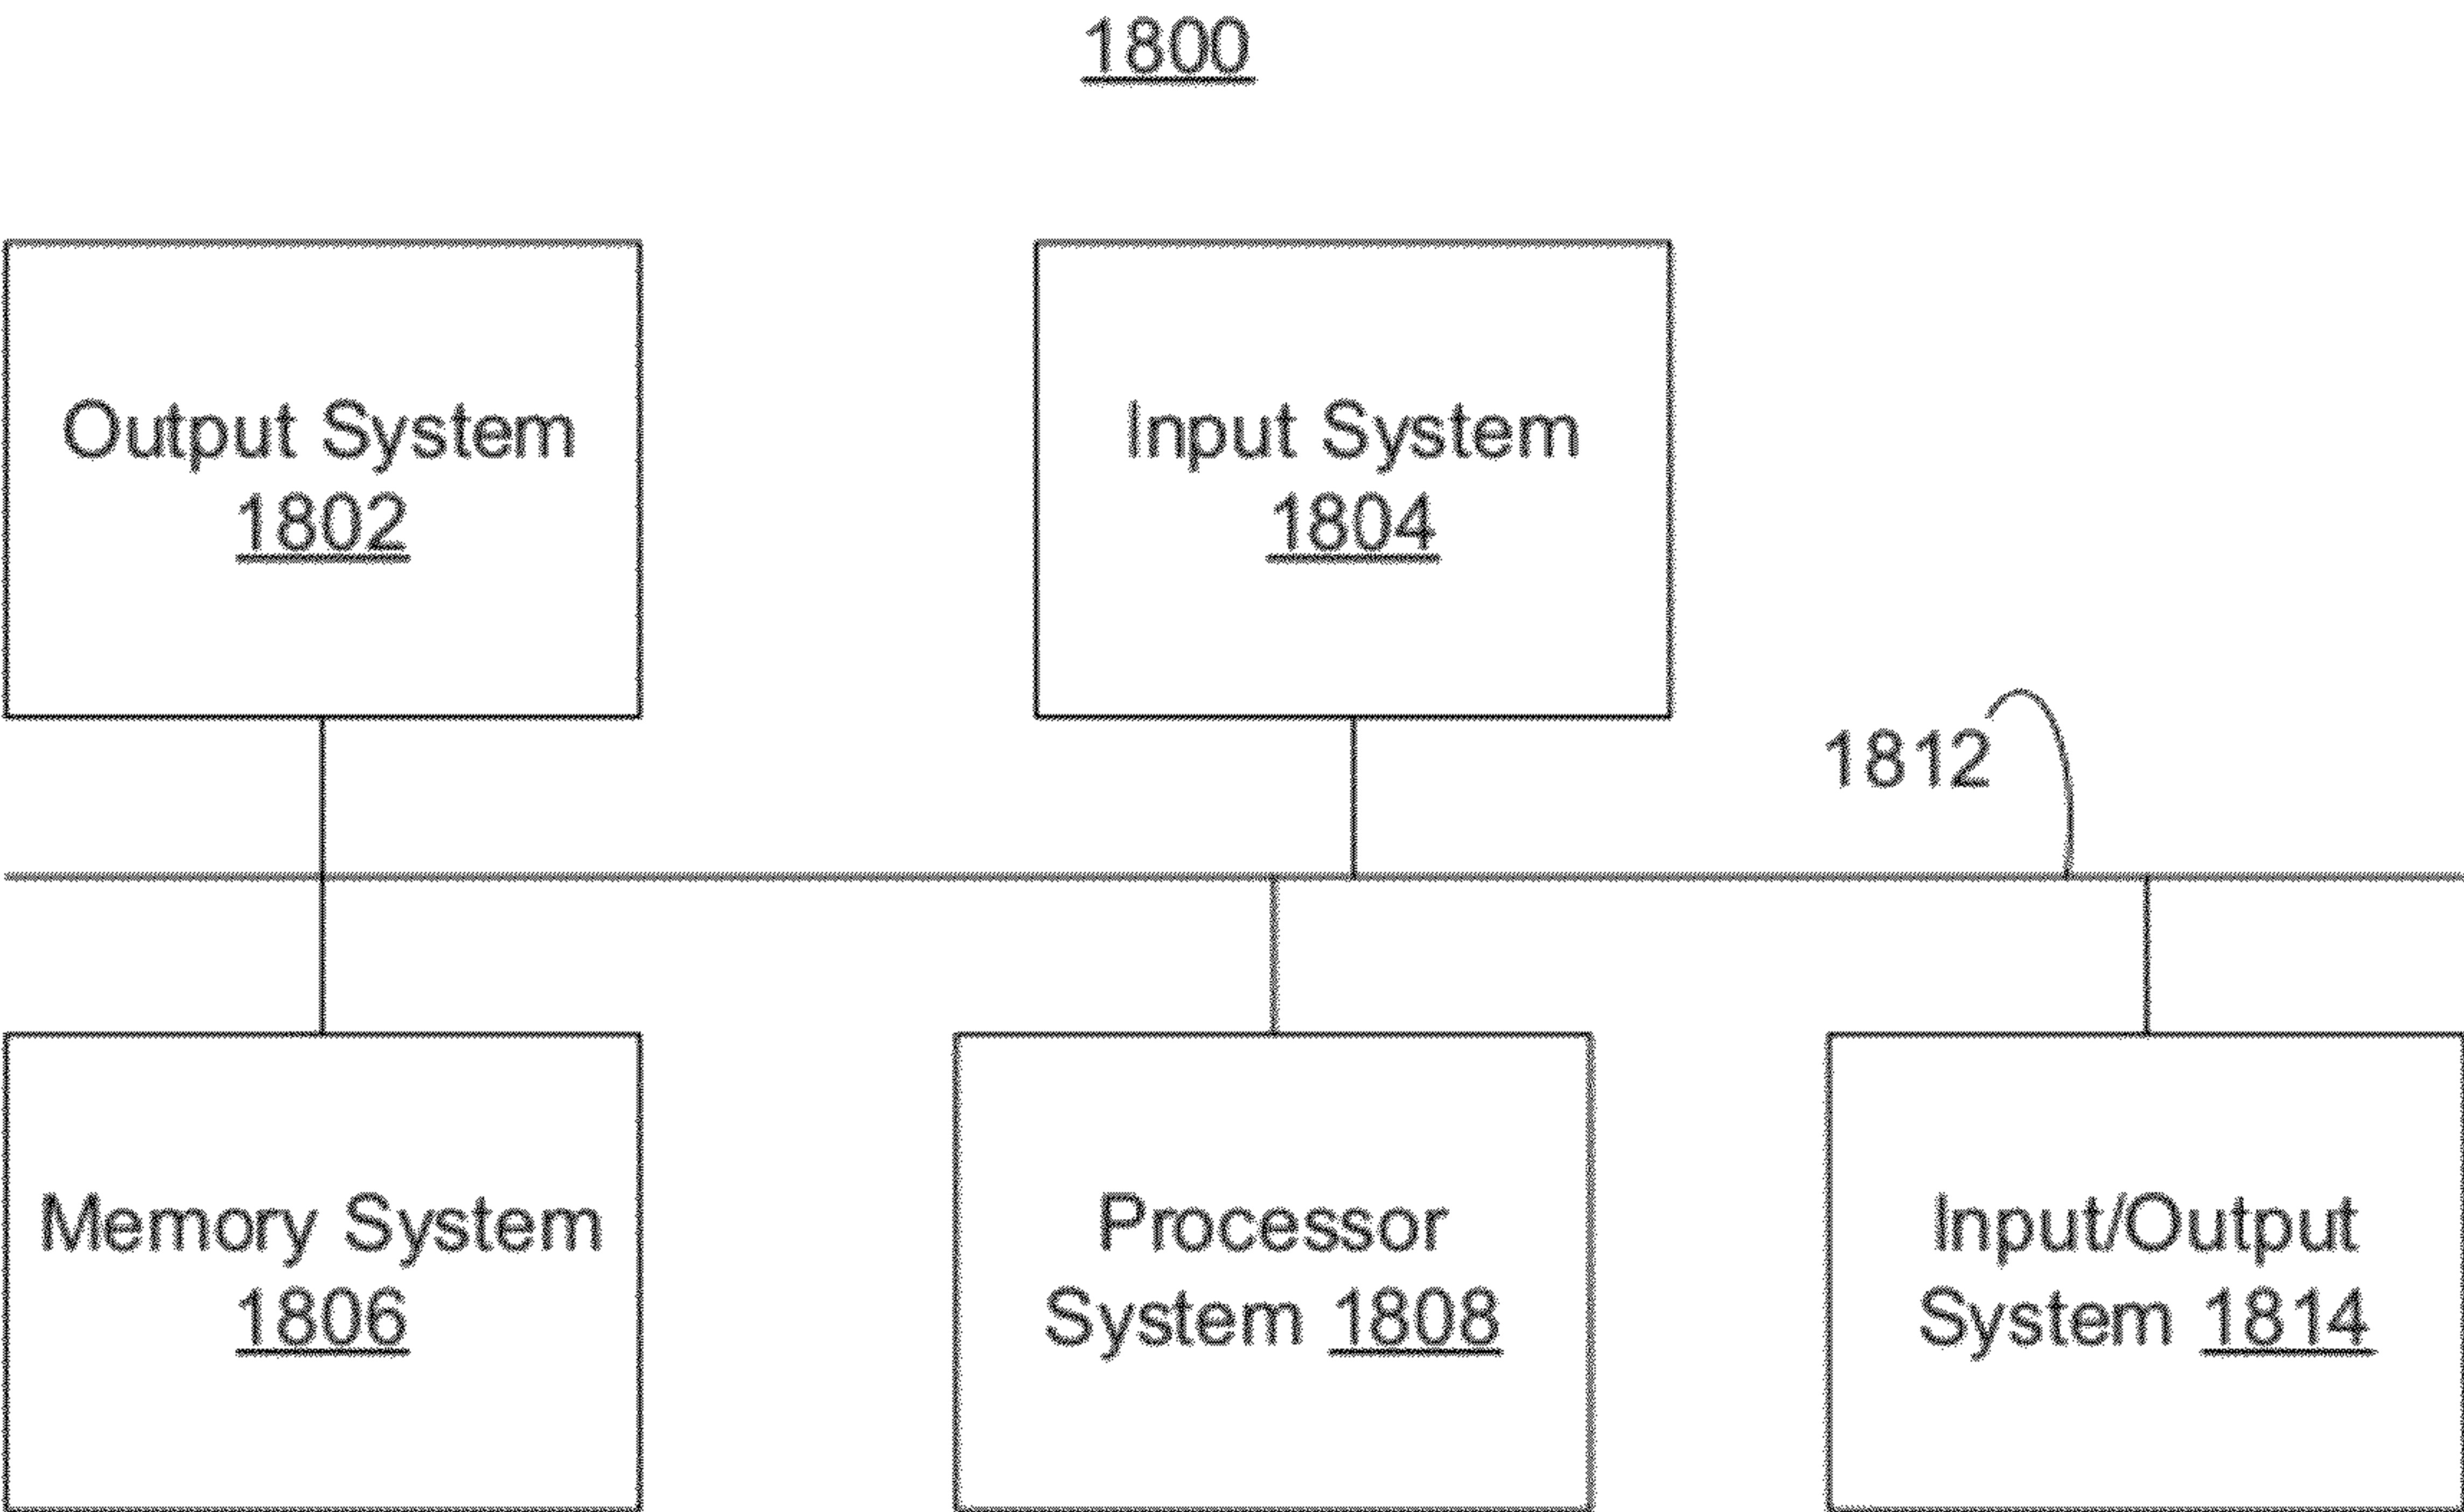 1800
Output System
1802
Input System
1804
1812
Memory System
1806
Processor
System 1808
Input/Output
System 1814